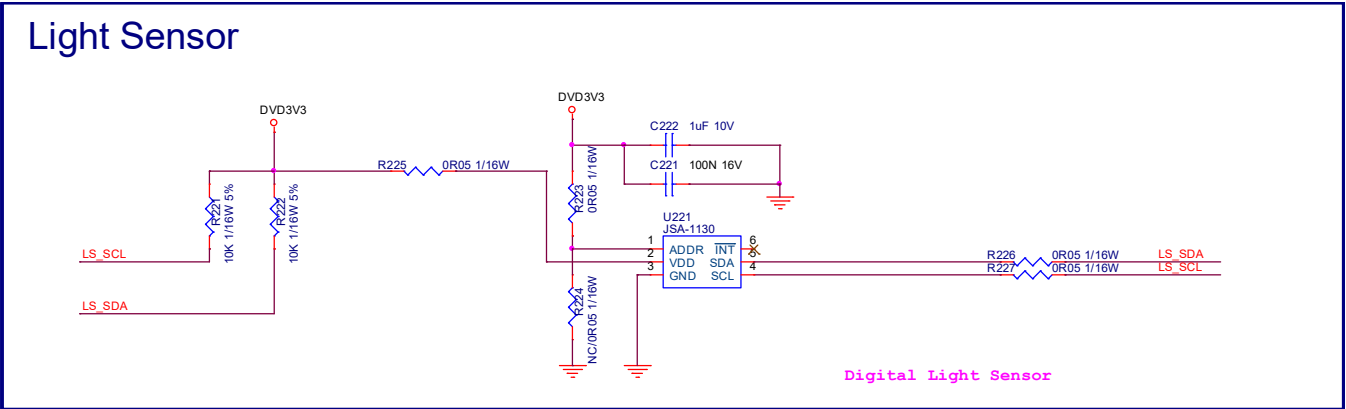 Light Sensor
DVD3V3
DVD3V3
C222 1uF 10V
C221 100N 16V
R225 0R05 1/16W
R223
0R05 1/16W
R221
10K 1/16W 5%
R222
10K 1/16W 5%
U221
JSA-1130
1 ADDR INT 6
2 VDD SDA 5
3 GND SCL 4
LS_SCL
R226 0R05 1/16W LS_SDA
R227 0R05 1/16W LS_SCL
LS_SDA
R224
NC/0R05 1/16W
Digital Light Sensor